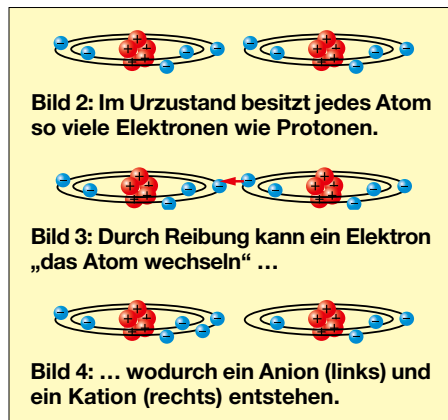 Bild 2: Im Urzustand besitzt jedes Atom
so viele Elektronen wie Protonen.
Bild 3: Durch Reibung kann ein Elektron
„das Atom wechseln“ …
Bild 4: … wodurch ein Anion (links) und
ein Kation (rechts) entstehen.